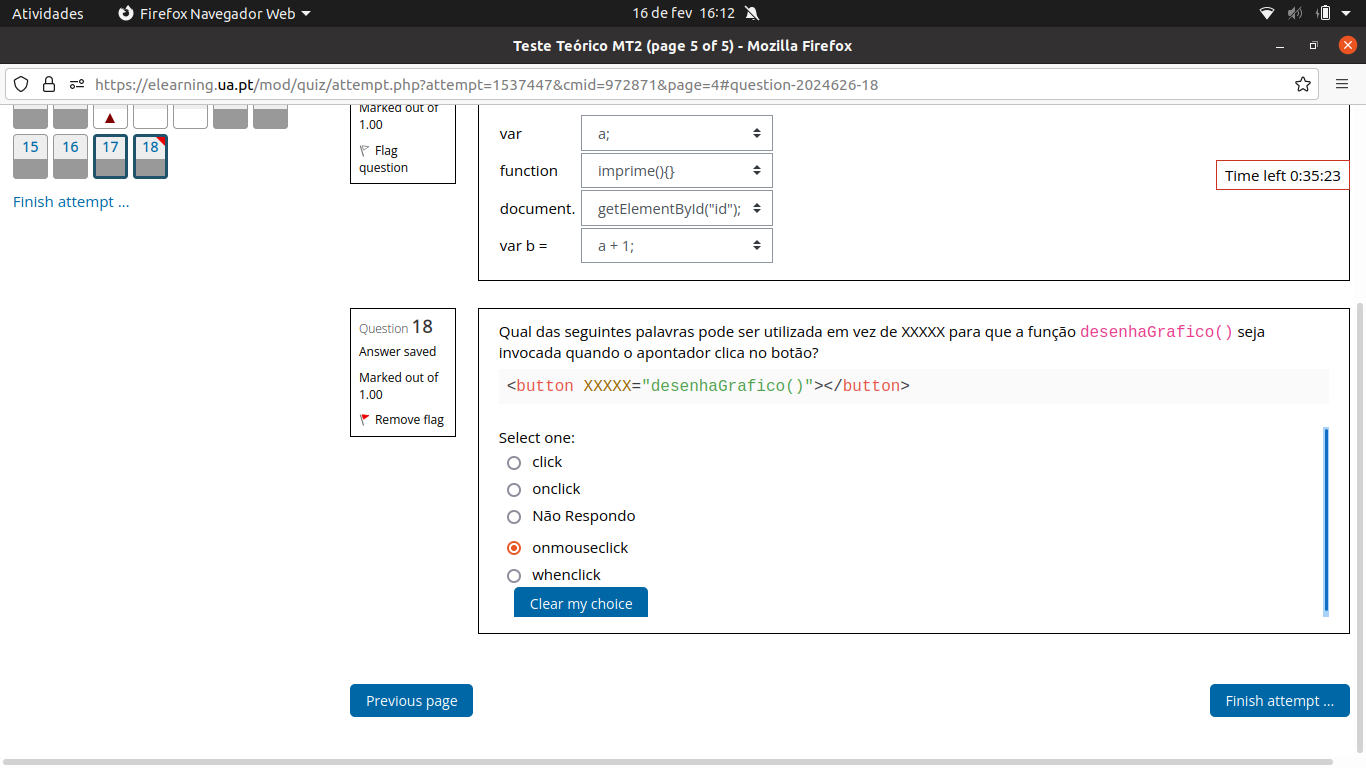 Atividades
Firefox Navegador Web
16 de fev 16:12
Teste Teórico MT2 (page 5 of 5) - Mozilla Firefox
https://elearning.ua.pt/mod/quiz/attempt.php?attempt=1537447&cmid=972871&page=4#question-2024626-18
15 16 17 18
Finish attempt ...
Marked out of
1.00
Flag
question
var a;
function imprime(){}
document. getElementById("id");
var b = a + 1;
Time left 0:35:23
Question 18
Answer saved
Marked out of
1.00
Remove flag
Qual das seguintes palavras pode ser utilizada em vez de XXXXX para que a função desenhaGrafico() seja
invocada quando o apontador clica no botão?
<button XXXXX="desenhaGrafico()"></button>
Select one:
click
onclick
Não Respondo
onmouseclick
whenclick
Clear my choice
Previous page
Finish attempt ...